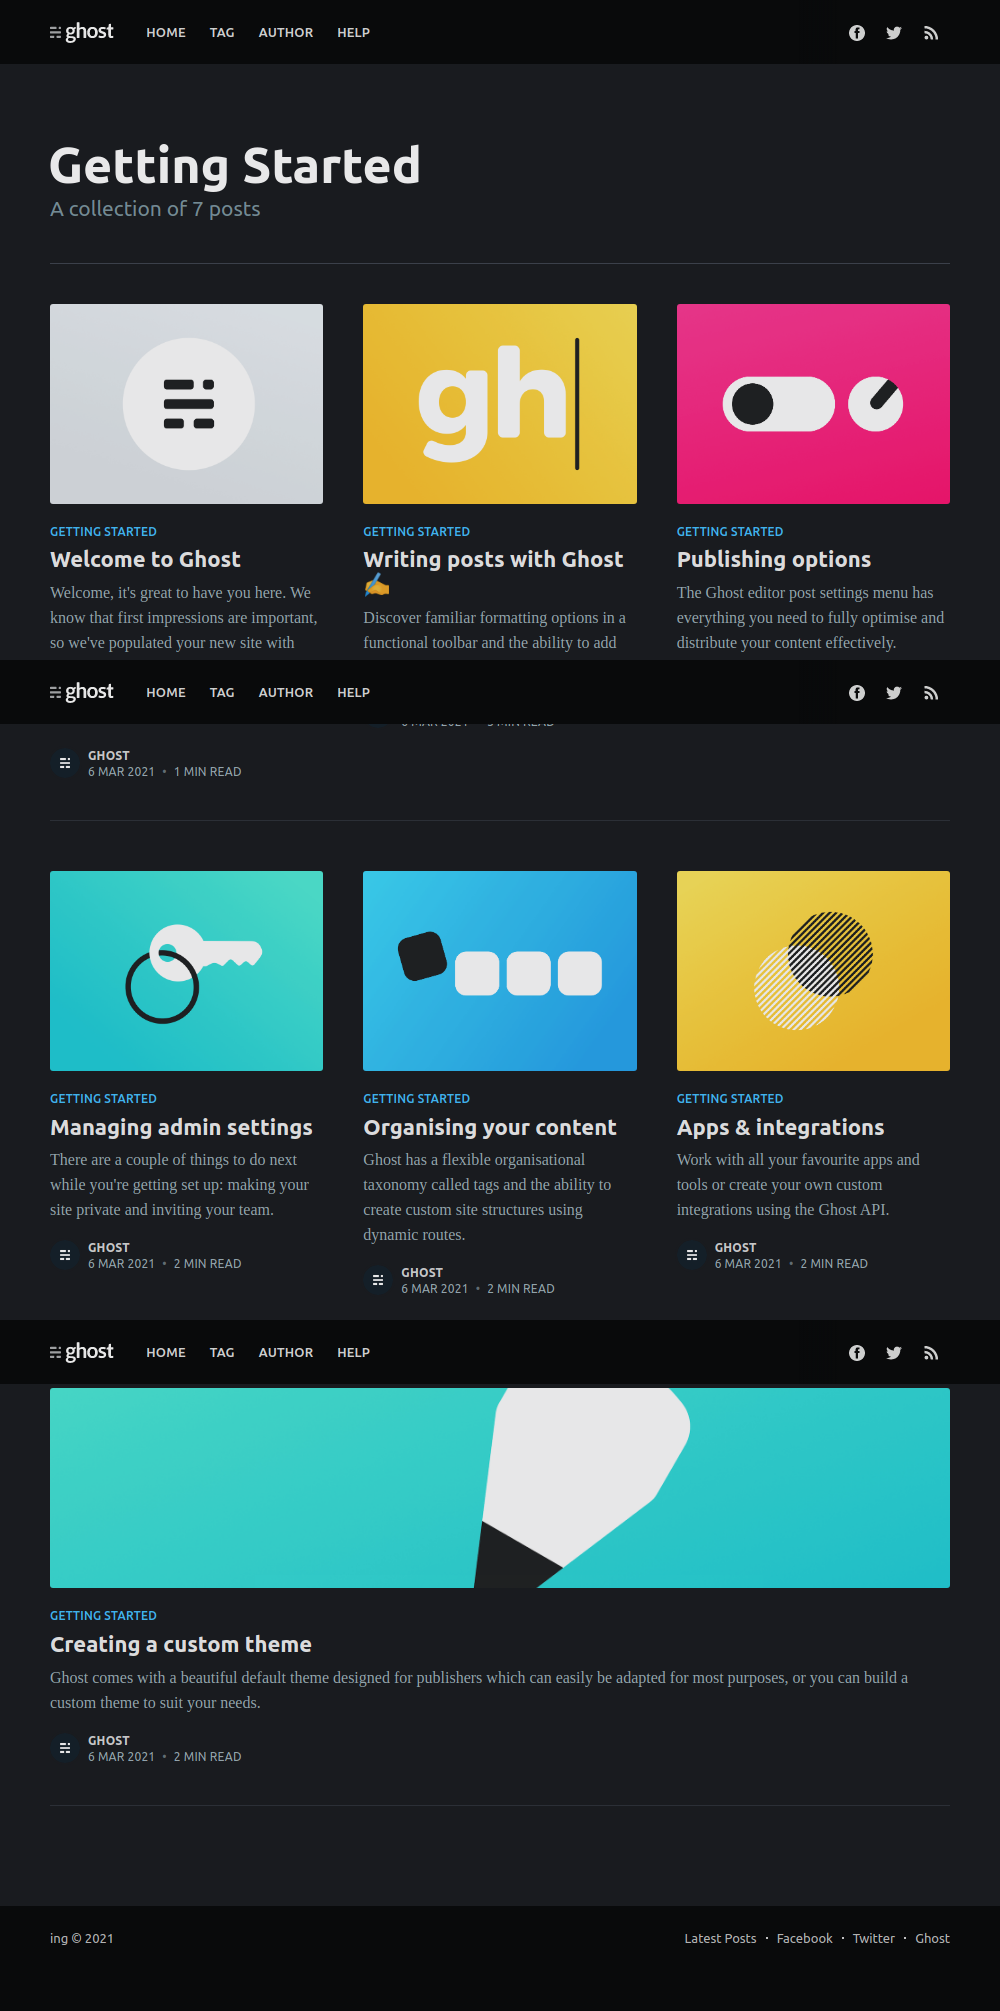 ghost HOME TAG AUTHOR HELP
Getting Started
A collection of 7 posts
gh
GETTING STARTED
Welcome to Ghost
Welcome, it's great to have you here. We
know that first impressions are important,
so we've populated your new site with
GETTING STARTED
Writing posts with Ghost
✍️
Discover familiar formatting options in a
functional toolbar and the ability to add
GETTING STARTED
Publishing options
The Ghost editor post settings menu has
everything you need to fully optimise and
distribute your content effectively.
ghost HOME TAG AUTHOR HELP
GHOST
6 MAR 2021 • 1 MIN READ
GETTING STARTED
Managing admin settings
There are a couple of things to do next
while you're getting set up: making your
site private and inviting your team.
GHOST
6 MAR 2021 • 2 MIN READ
GETTING STARTED
Organising your content
Ghost has a flexible organisational
taxonomy called tags and the ability to
create custom site structures using
dynamic routes.
GHOST
6 MAR 2021 • 2 MIN READ
GETTING STARTED
Apps & integrations
Work with all your favourite apps and
tools or create your own custom
integrations using the Ghost API.
GHOST
6 MAR 2021 • 2 MIN READ
ghost HOME TAG AUTHOR HELP
GETTING STARTED
Creating a custom theme
Ghost comes with a beautiful default theme designed for publishers which can easily be adapted for most purposes, or you can build a
custom theme to suit your needs.
GHOST
6 MAR 2021 • 2 MIN READ
ing © 2021
Latest Posts · Facebook · Twitter · Ghost